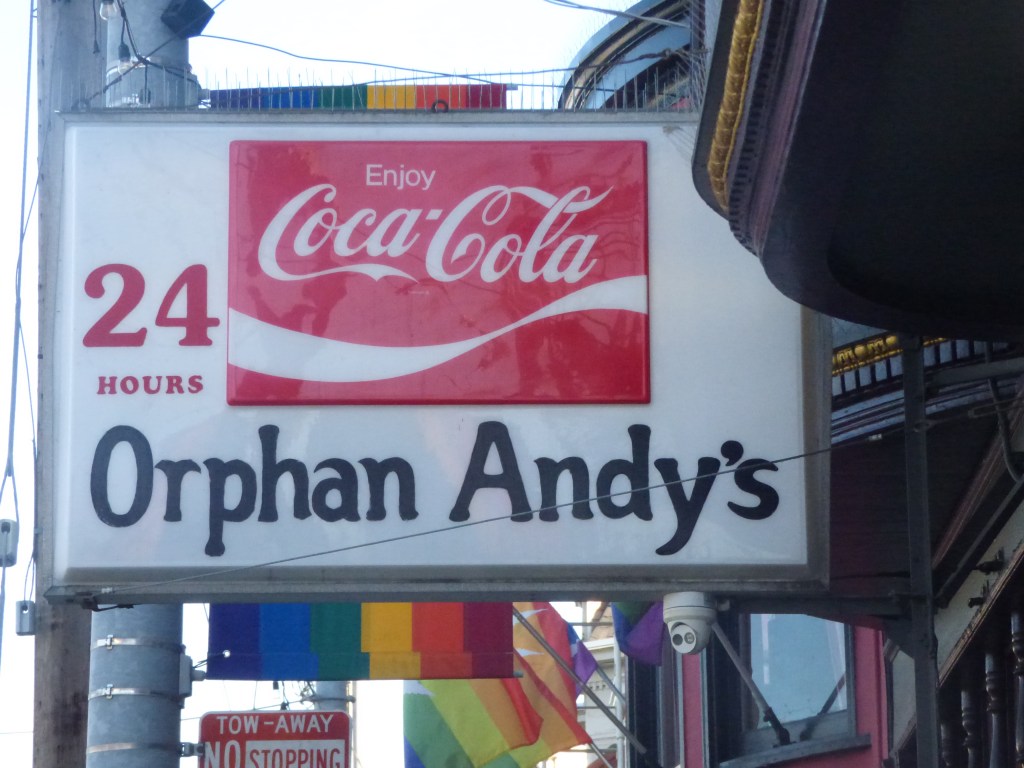 Enjoy
Coca-Cola
24
HOURS
Orphan Andy's
TOW-AWAY
NO STOPPING